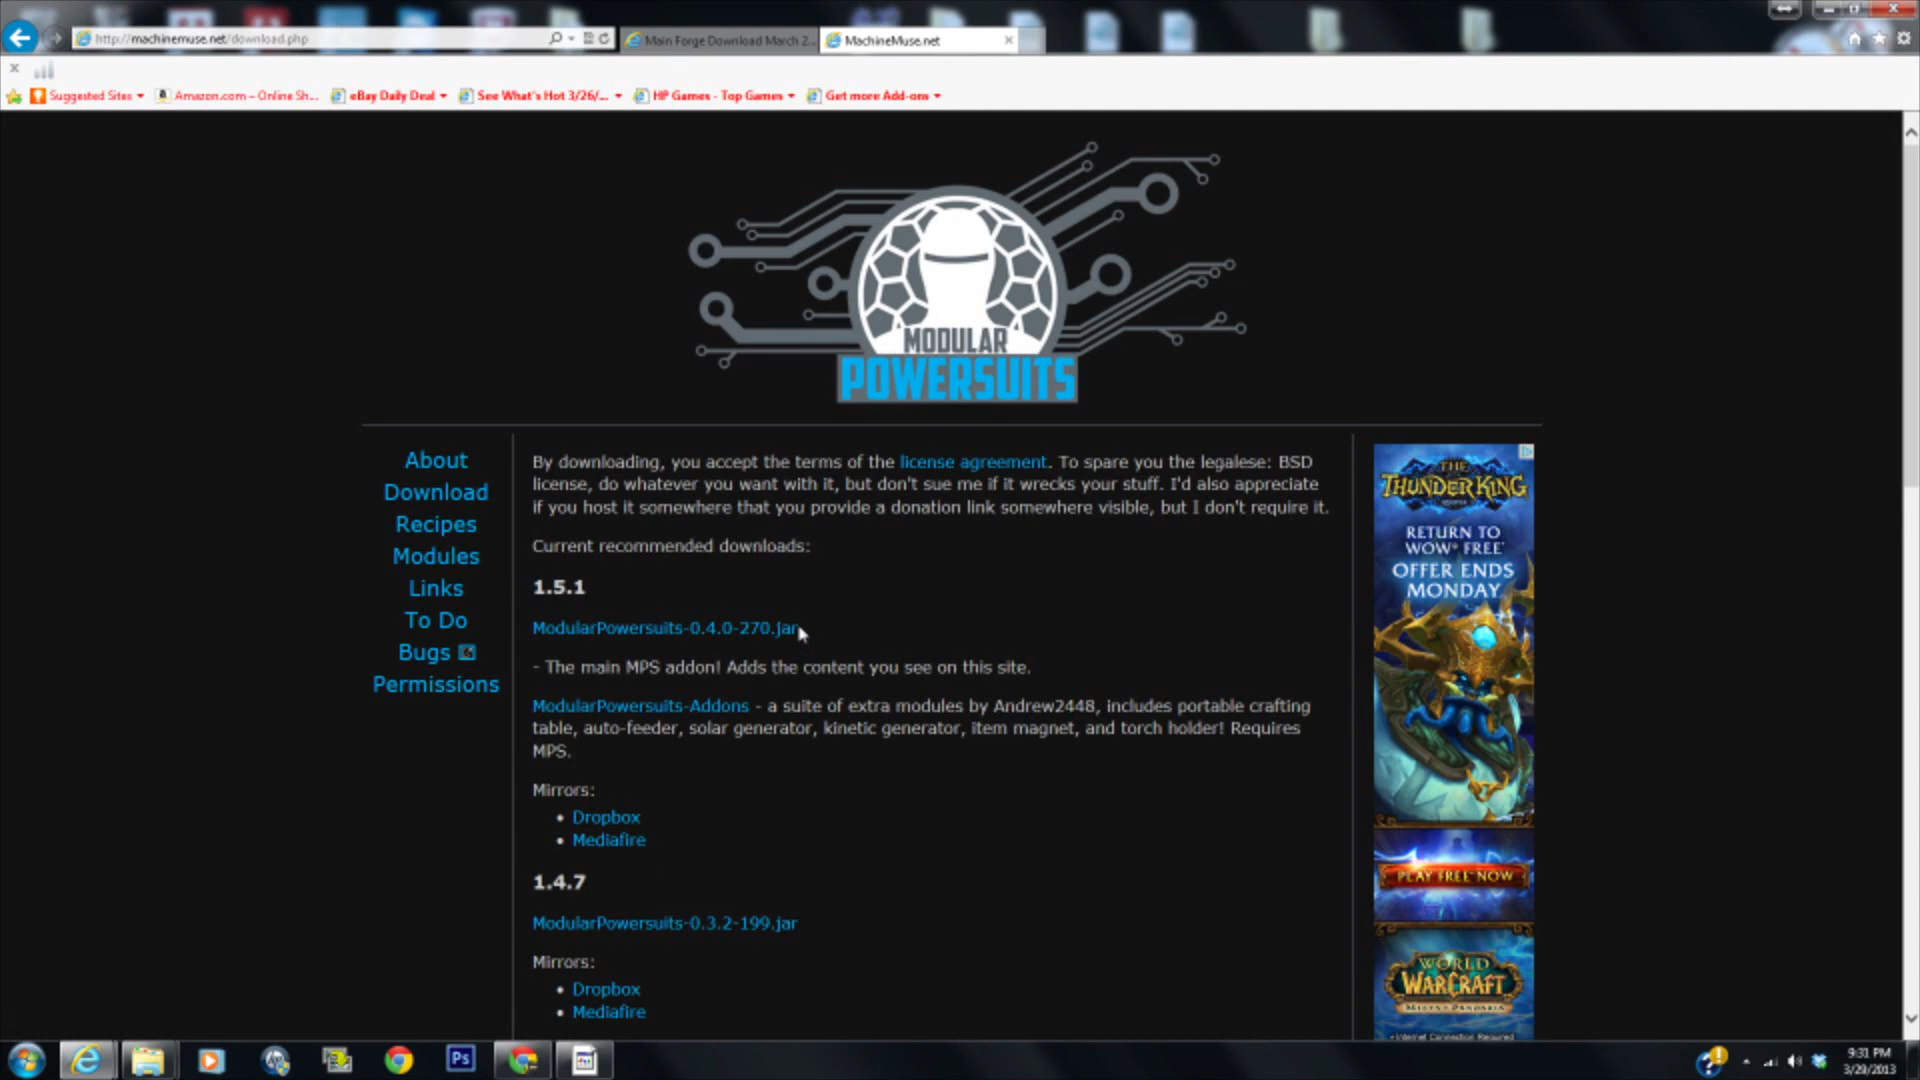 http://machinemuse.net/download.php
Main Forge Download March 2...
MachineMuse.net
Suggested Sites
Amazon.com – Online Sh...
eBay Daily Deal
See What's Hot 3/26/...
HP Games - Top Games
Get more Add-ons
MODULAR
POWERSUITS
About
Download
Recipes
Modules
Links
To Do
Bugs
Permissions
By downloading, you accept the terms of the license agreement. To spare you the legalese: BSD
license, do whatever you want with it, but don't sue me if it wrecks your stuff. I'd also appreciate
if you host it somewhere that you provide a donation link somewhere visible, but I don't require it.
Current recommended downloads:
1.5.1
ModularPowersuits-0.4.0-270.jar
- The main MPS addon! Adds the content you see on this site.
ModularPowersuits-Addons - a suite of extra modules by Andrew2448, includes portable crafting
table, auto-feeder, solar generator, kinetic generator, item magnet, and torch holder! Requires
MPS.
Mirrors:
• Dropbox
• Mediafire
1.4.7
ModularPowersuits-0.3.2-199.jar
Mirrors:
• Dropbox
• Mediafire
THE
THUNDER KING
RETURN TO
WOW® FREE*
OFFER ENDS
MONDAY
PLAY FREE NOW
WORLD
WARCRAFT
MISTS PANDARIA
*Internet Connection Required
Ps
9:31 PM
3/29/2013